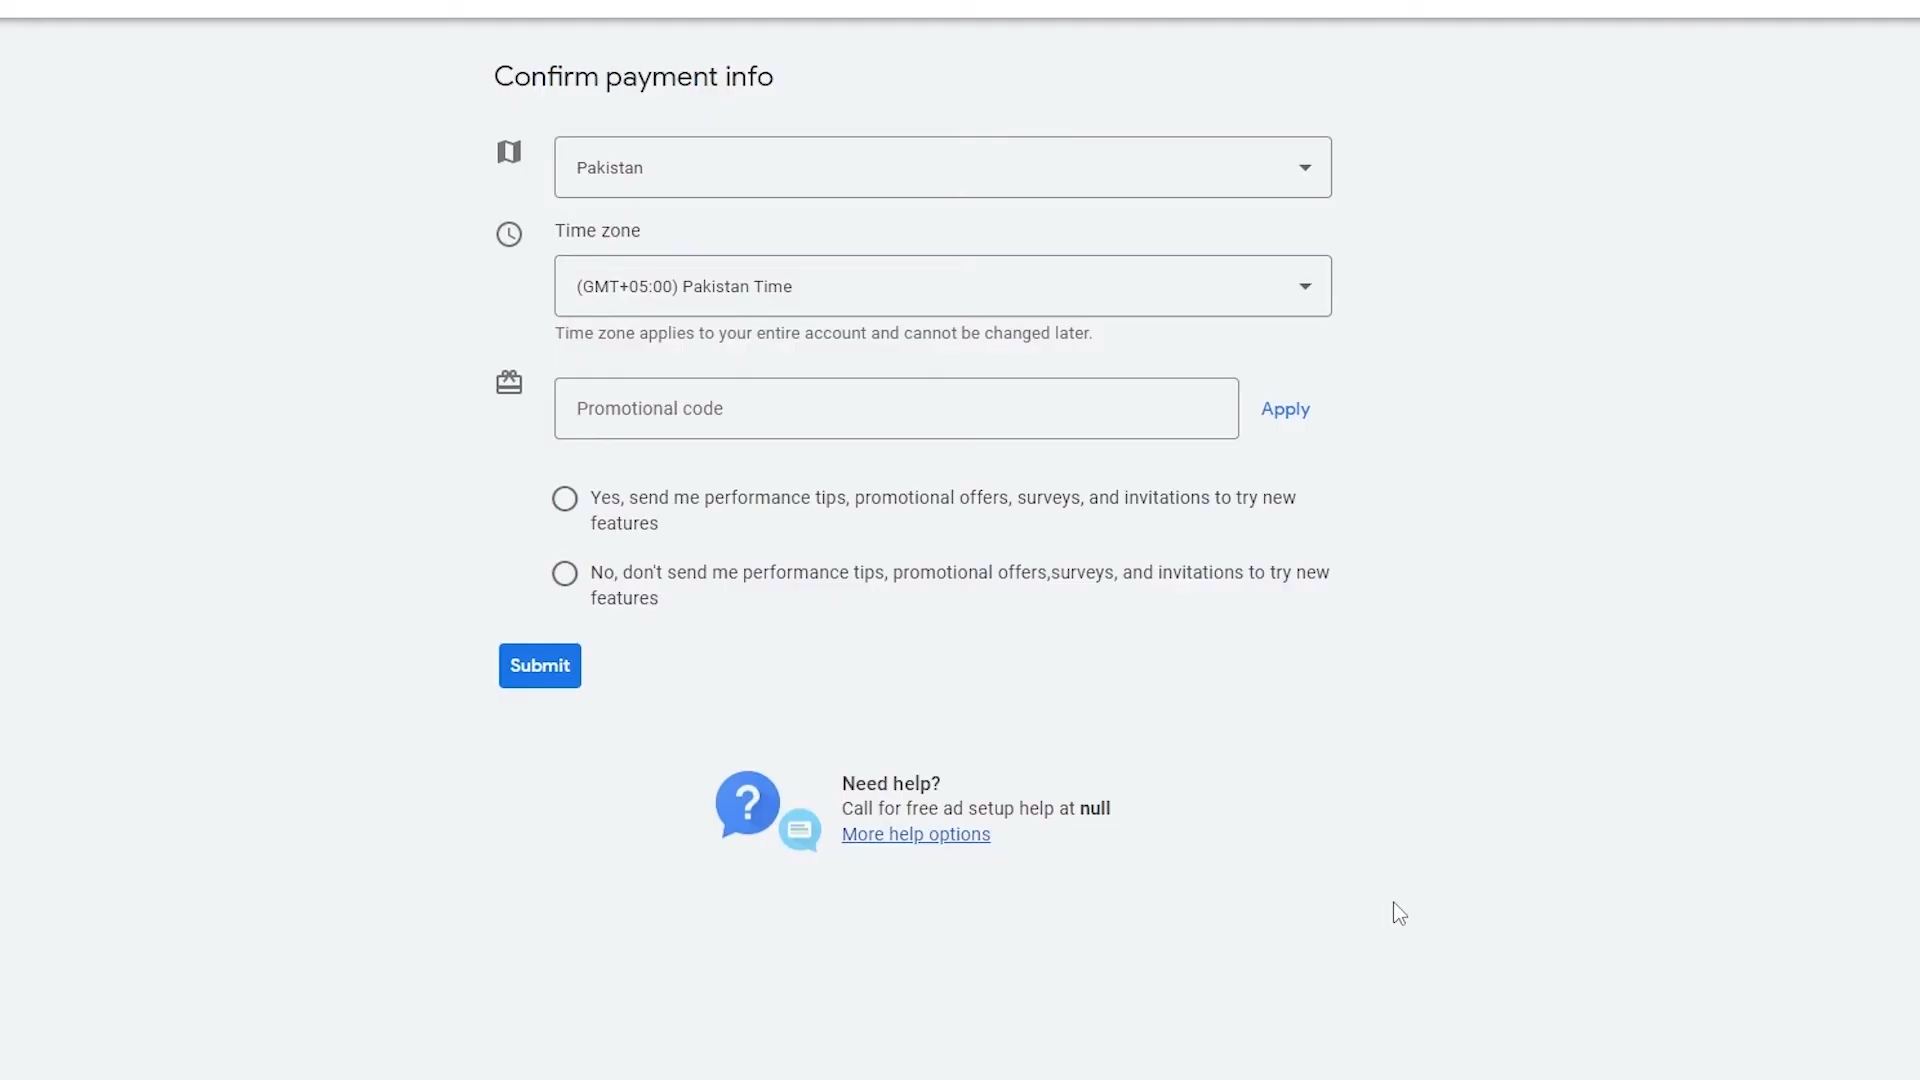 Confirm payment info
Pakistan
Time zone
(GMT+05:00) Pakistan Time
Time zone applies to your entire account and cannot be changed later.
Promotional code
Apply
Yes, send me performance tips, promotional offers, surveys, and invitations to try new
features
No, don't send me performance tips, promotional offers,surveys, and invitations to try new
features
Submit
Need help?
Call for free ad setup help at null
More help options